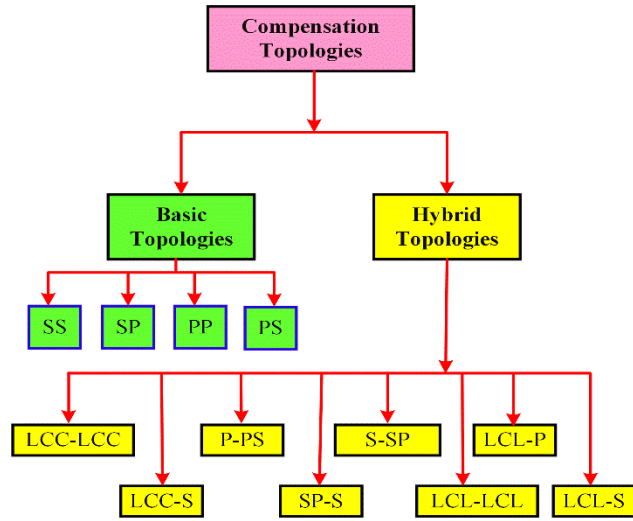 Compensation
Topologies
Basic
Topologies
Hybrid
Topologies
SS
SP
PP
PS
LCC-LCC
P-PS
S-SP
LCL-P
LCC-S
SP-S
LCL-LCL
LCL-S